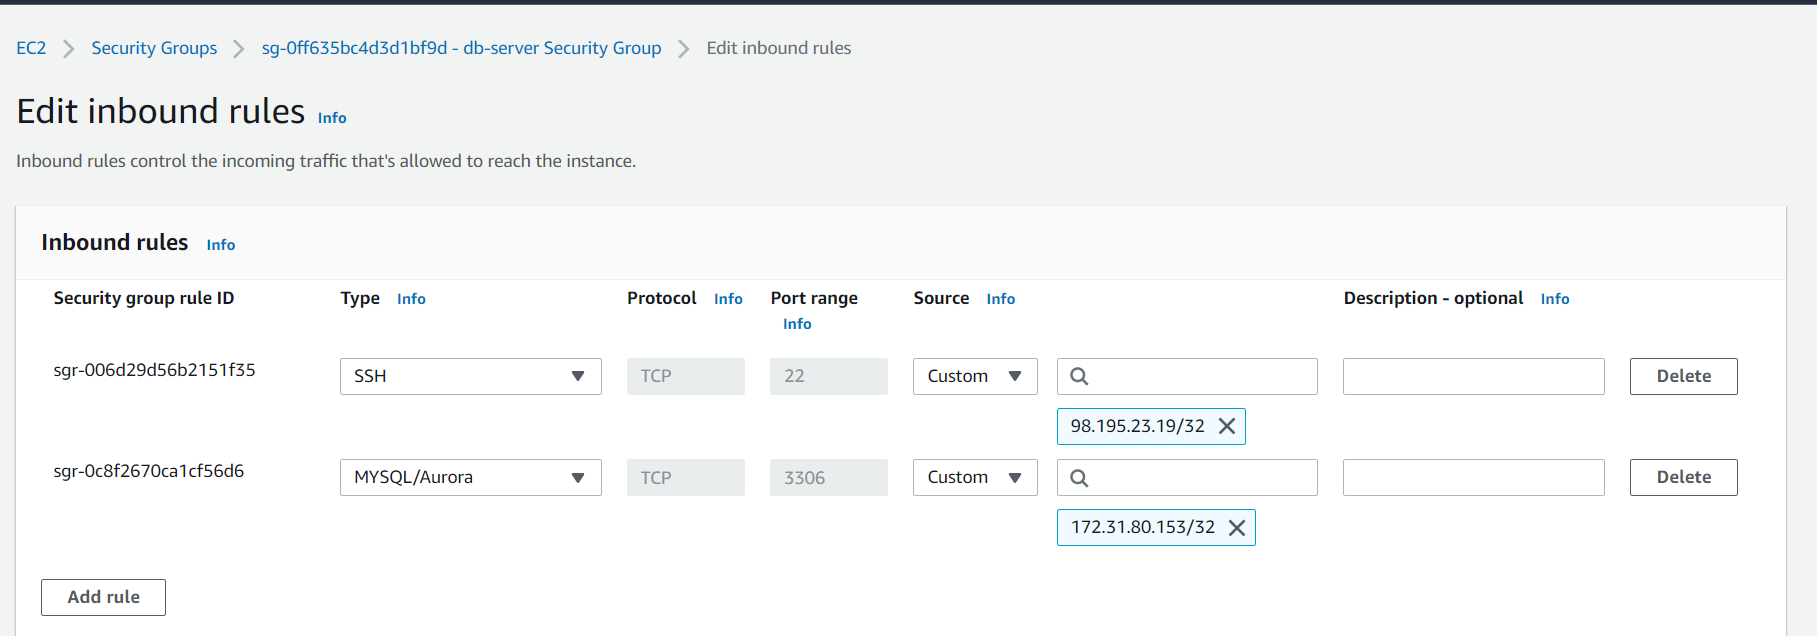 EC2 Security Groups sg-0ff635bc4d3d1bf9d - db-server Security Group Edit inbound rules
Edit inbound rules Info
Inbound rules control the incoming traffic that's allowed to reach the instance.
Inbound rules Info
Security group rule ID Type Info Protocol Info Port range Info Source Info Description - optional Info
sgr-006d29d56b2151f35 SSH TCP 22 Custom Delete
98.195.23.19/32
sgr-0c8f2670ca1cf56d6 MYSQL/Aurora TCP 3306 Custom Delete
172.31.80.153/32
Add rule